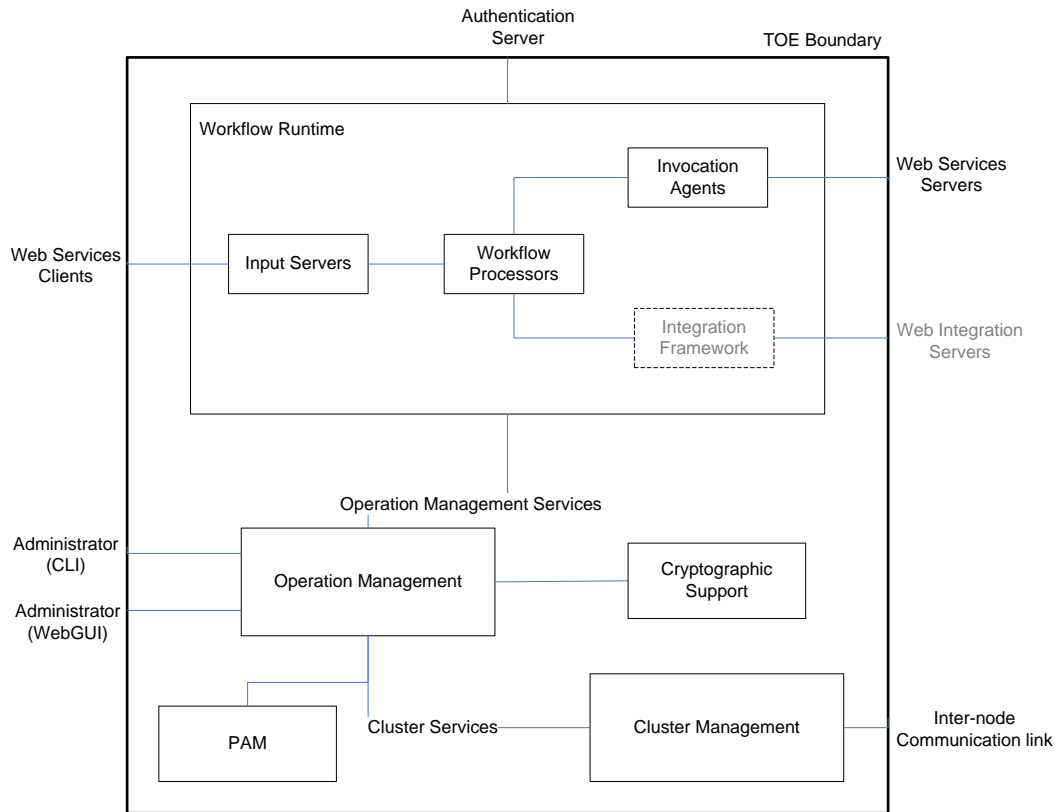 Authentication
Server
TOE Boundary
Workflow Runtime
Invocation
Agents
Web Services
Servers
Web Services
Clients
Input Servers
Workflow
Processors
Integration
Framework
Web Integration
Servers
Operation Management Services
Administrator
(CLI)
Operation Management
Cryptographic
Support
Administrator
(WebGUI)
PAM
Cluster Services
Cluster Management
Inter-node
Communication link